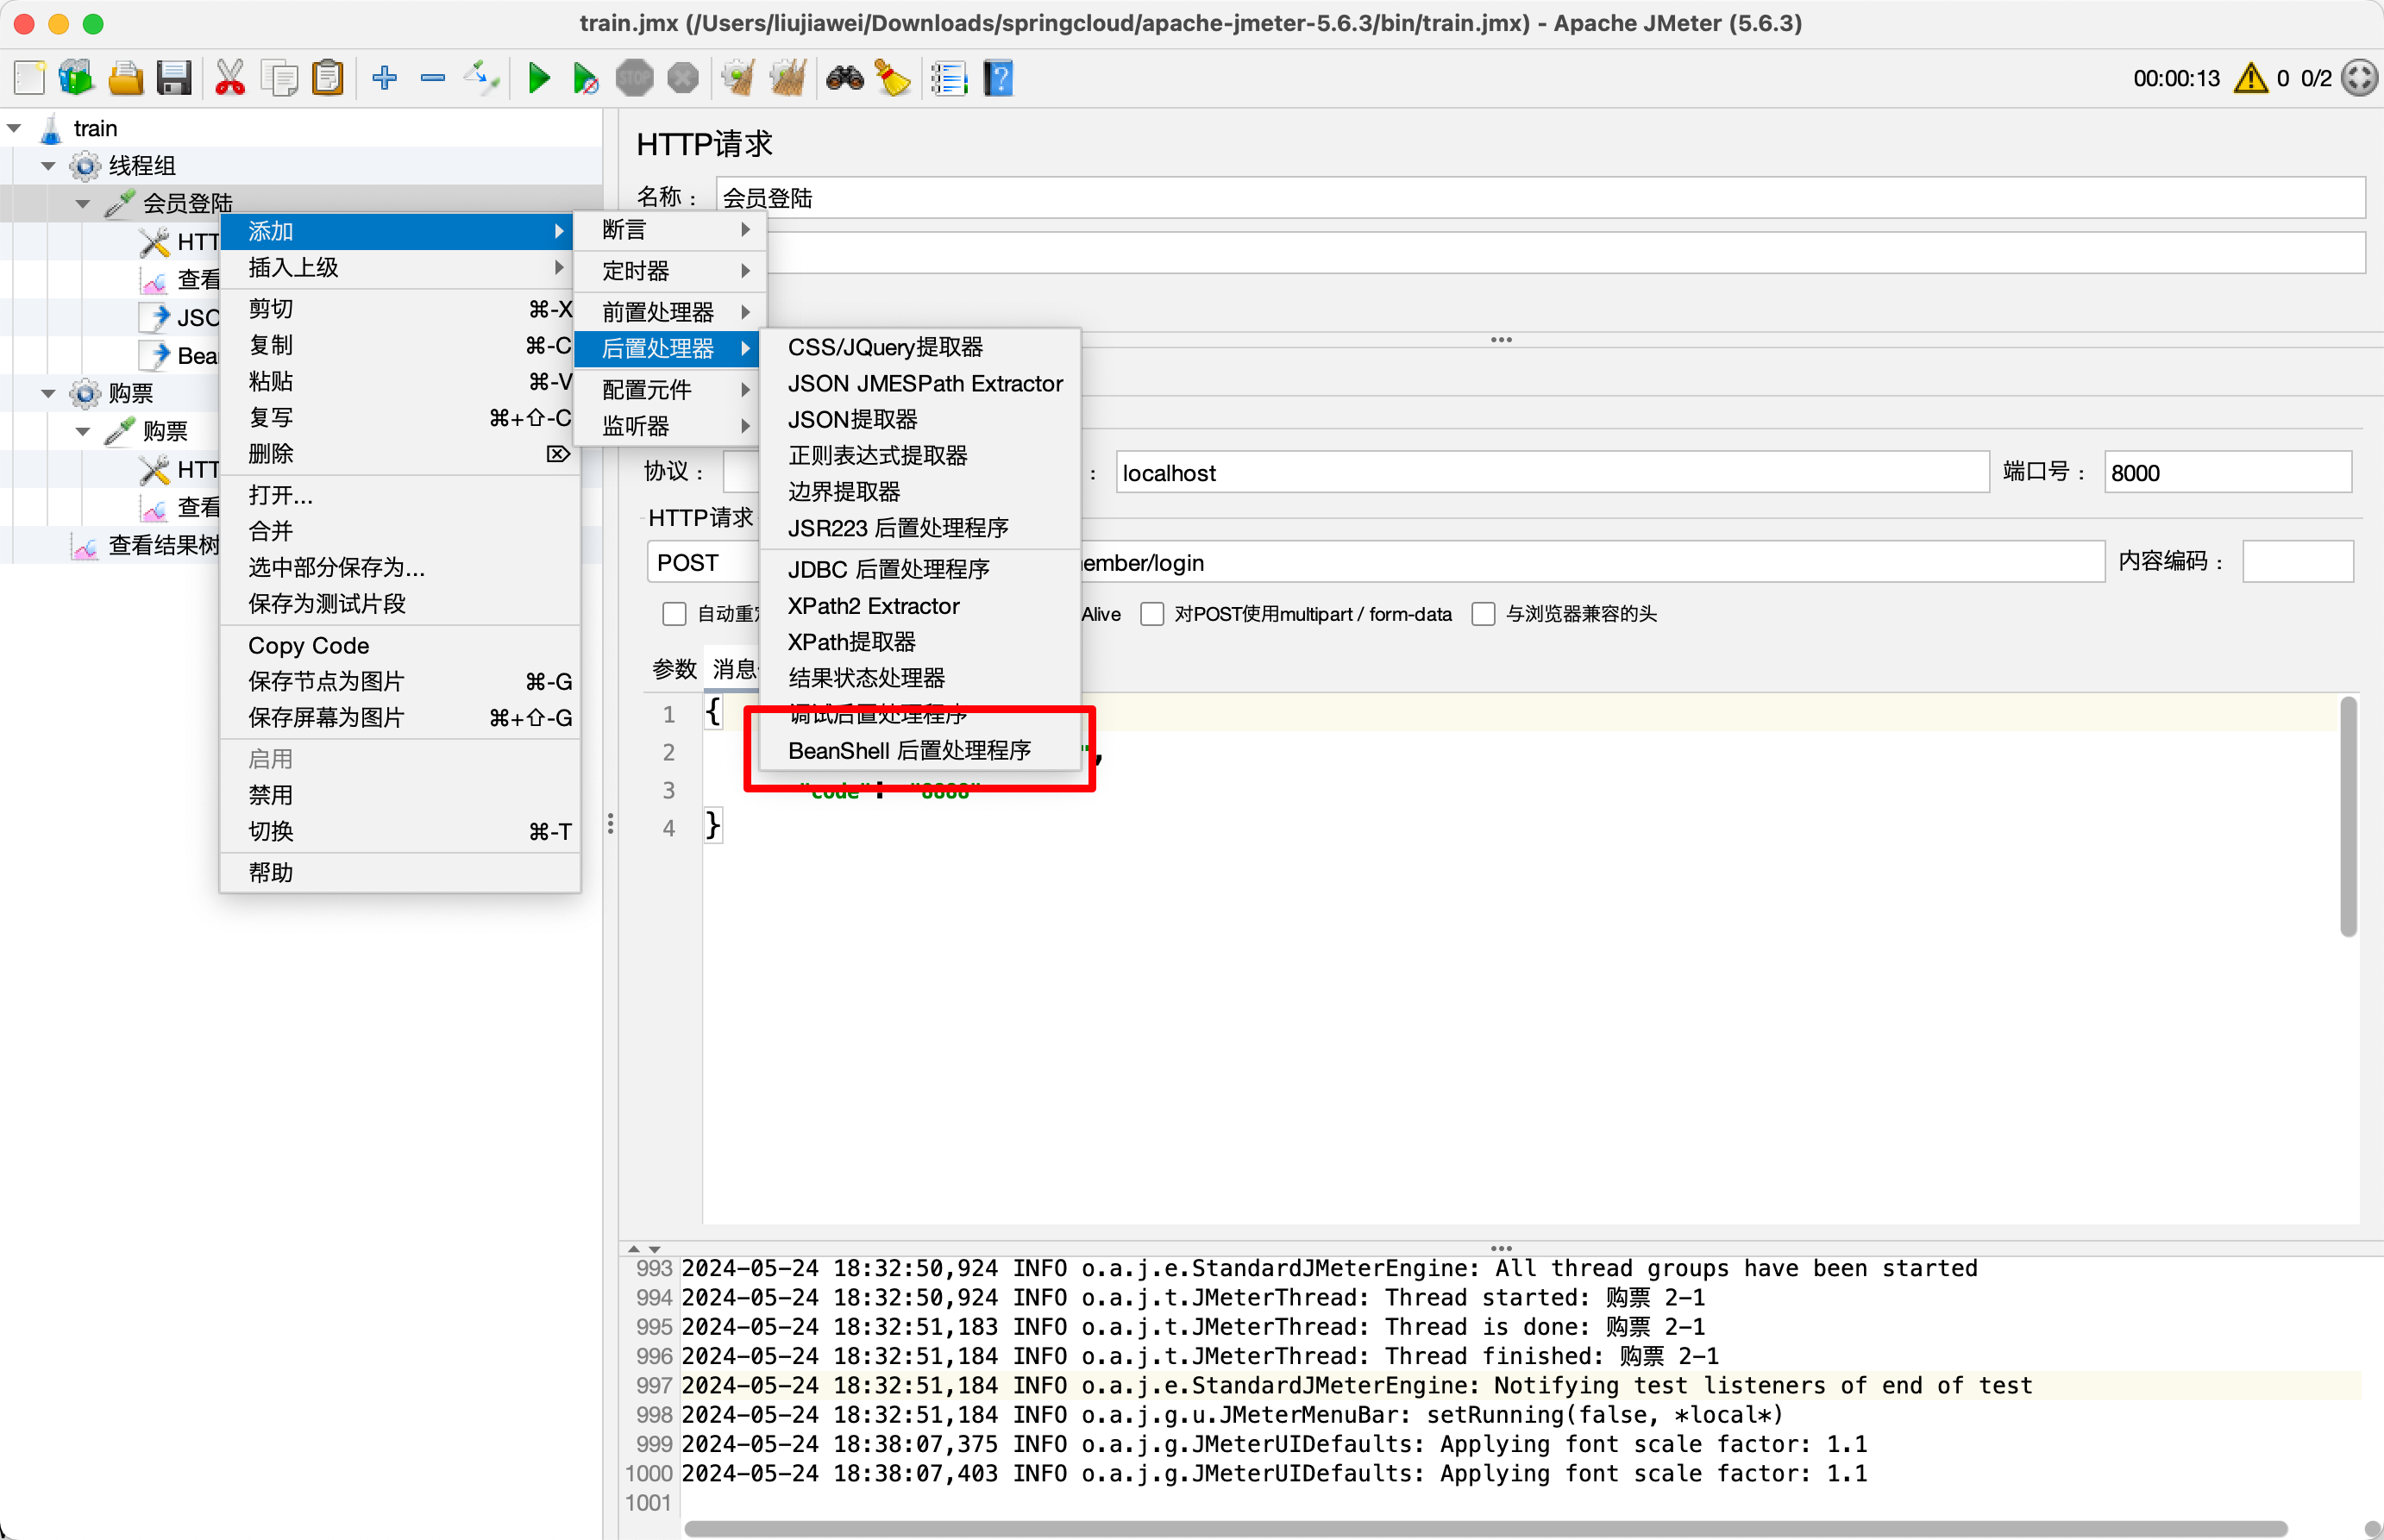 train.jmx (/Users/liujiawei/Downloads/springcloud/apache-jmeter-5.6.3/bin/train.jmx) - Apache JMeter (5.6.3)
STOP
00:00:13 0 0/2
train
线程组
会员登陆
HTT
查看
JSO
Bea
购票
购票
HTT
查看
查看结果树
添加
插入上级
剪切 ⌘-X
复制 ⌘-C
粘贴 ⌘-V
复写 ⌘+⇧-C
删除 ⌦
打开...
合并
选中部分保存为...
保存为测试片段
Copy Code
保存节点为图片 ⌘-G
保存屏幕为图片 ⌘+⇧-G
启用
禁用
切换 ⌘-T
帮助
断言
定时器
前置处理器
后置处理器
配置元件
监听器
CSS/JQuery提取器
JSON JMESPath Extractor
JSON提取器
正则表达式提取器
边界提取器
JSR223 后置处理程序
JDBC 后置处理程序
XPath2 Extractor
XPath提取器
结果状态处理器
调试后置处理程序
BeanShell 后置处理程序
HTTP请求
名称： 会员登陆
协议： ： localhost 端口号： 8000
HTTP请求
POST ember/login 内容编码：
自动重定 Alive 对POST使用multipart / form-data 与浏览器兼容的头
参数 消息
1 {
2 ",
3 "code": "8888"
4 }
993 2024-05-24 18:32:50,924 INFO o.a.j.e.StandardJMeterEngine: All thread groups have been started
994 2024-05-24 18:32:50,924 INFO o.a.j.t.JMeterThread: Thread started: 购票 2-1
995 2024-05-24 18:32:51,183 INFO o.a.j.t.JMeterThread: Thread is done: 购票 2-1
996 2024-05-24 18:32:51,184 INFO o.a.j.t.JMeterThread: Thread finished: 购票 2-1
997 2024-05-24 18:32:51,184 INFO o.a.j.e.StandardJMeterEngine: Notifying test listeners of end of test
998 2024-05-24 18:32:51,184 INFO o.a.j.g.u.JMeterMenuBar: setRunning(false, *local*)
999 2024-05-24 18:38:07,375 INFO o.a.j.g.JMeterUIDefaults: Applying font scale factor: 1.1
1000 2024-05-24 18:38:07,403 INFO o.a.j.g.JMeterUIDefaults: Applying font scale factor: 1.1
1001